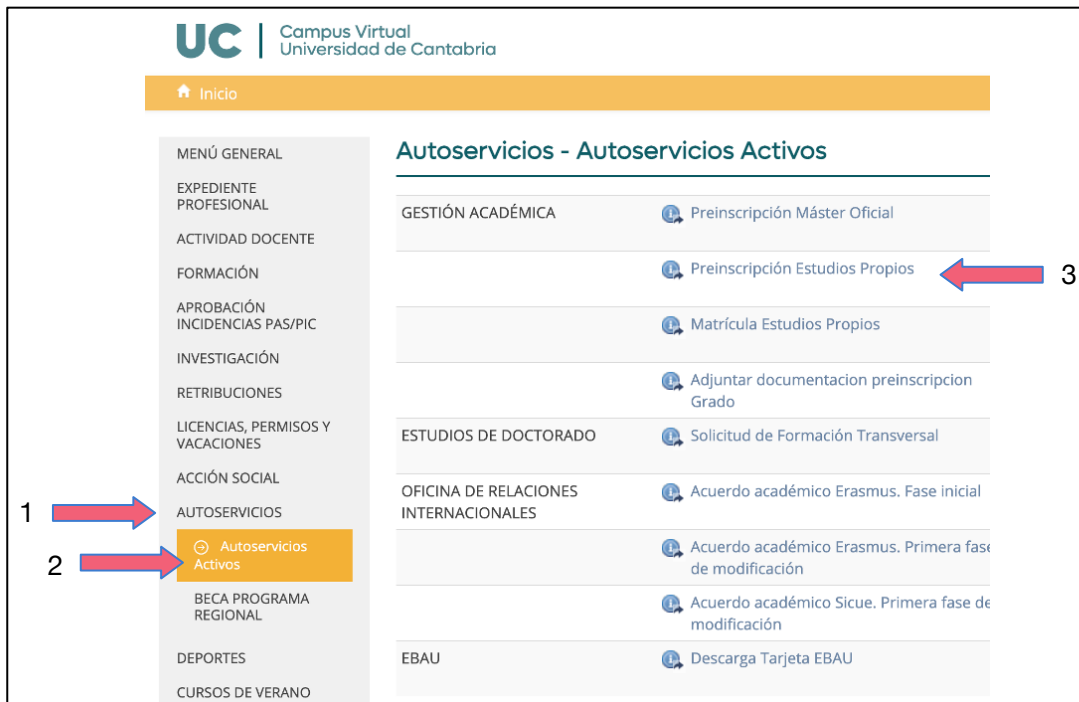 UC
Campus Virtual
Universidad de Cantabria
Inicio
MENÚ GENERAL
EXPEDIENTE
PROFESIONAL
ACTIVIDAD DOCENTE
FORMACIÓN
APROBACIÓN
INCIDENCIAS PAS/PIC
INVESTIGACIÓN
RETRIBUCIONES
LICENCIAS, PERMISOS Y
VACACIONES
ACCIÓN SOCIAL
1
AUTOSERVICIOS
2
Autoservicios
Activos
BECA PROGRAMA
REGIONAL
DEPORTES
CURSOS DE VERANO
Autoservicios - Autoservicios Activos
GESTIÓN ACADÉMICA
Preinscripción Máster Oficial
Preinscripción Estudios Propios
3
Matrícula Estudios Propios
Adjuntar documentacion preinscripcion
Grado
ESTUDIOS DE DOCTORADO
Solicitud de Formación Transversal
OFICINA DE RELACIONES
INTERNACIONALES
Acuerdo académico Erasmus. Fase inicial
Acuerdo académico Erasmus. Primera fase
de modificación
Acuerdo académico Sicue. Primera fase de
modificación
EBAU
Descarga Tarjeta EBAU